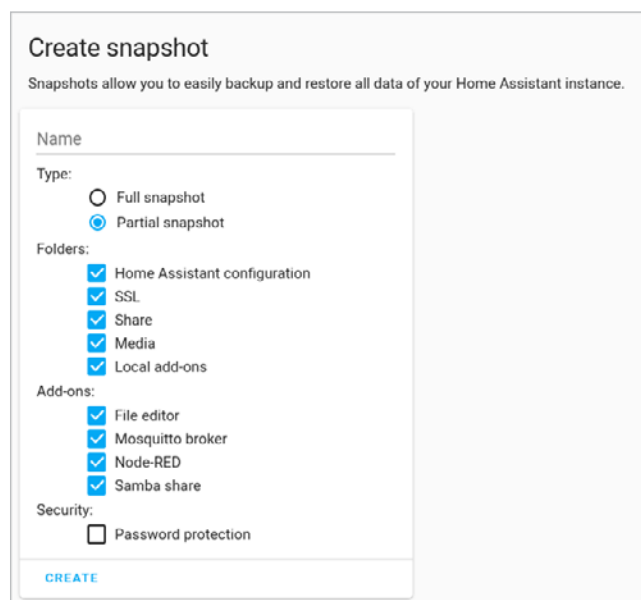 Create snapshot
Snapshots allow you to easily backup and restore all data of your Home Assistant instance.
Name
Type:
Full snapshot
Partial snapshot
Folders:
Home Assistant configuration
SSL
Share
Media
Local add-ons
Add-ons:
File editor
Mosquitto broker
Node-RED
Samba share
Security:
Password protection
CREATE